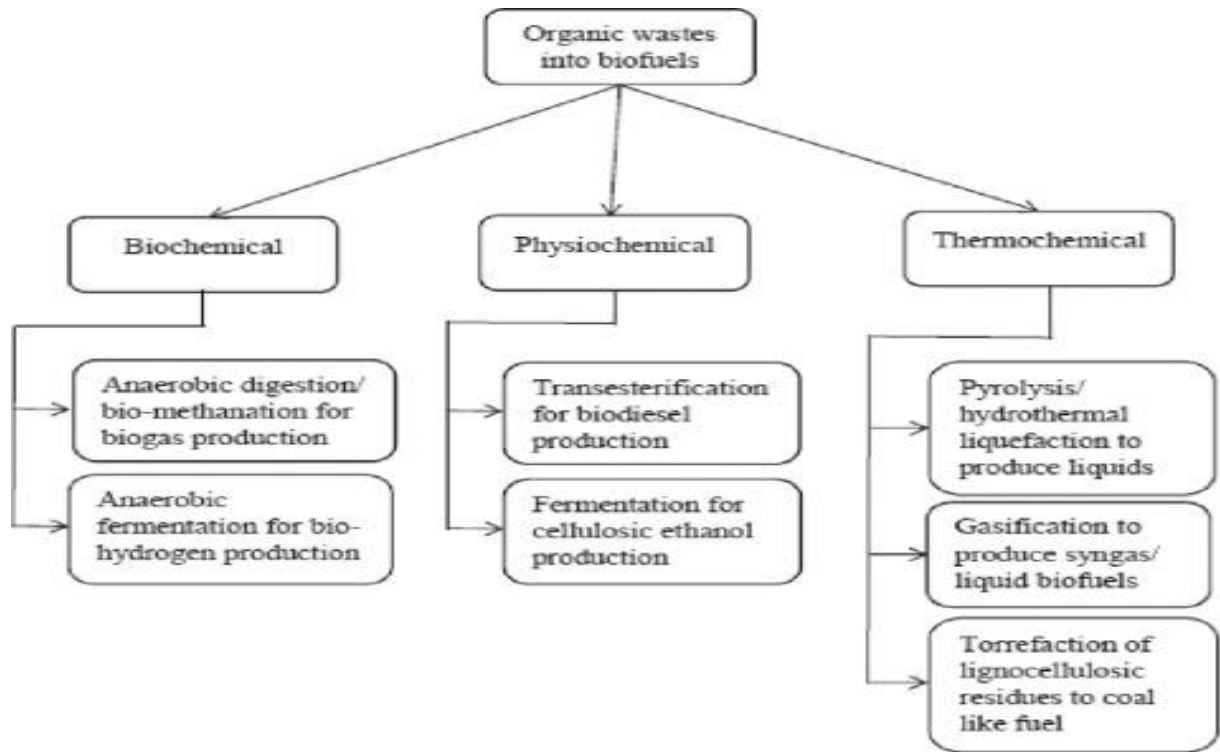 Organic wastes
into biofuels
Biochemical
Physiochemical
Thermochemical
Anaerobic digestion/
bio-methanation for
biogas production
Anaerobic
fermentation for bio-
hydrogen production
Transesterification
for biodiesel
production
Fermentation for
cellulosic ethanol
production
Pyrolysis/
hydrothermal
liquefaction to
produce liquids
Gasification to
produce syngas/
liquid biofuels
Torrefaction of
lignocellulosic
residues to coal
like fuel